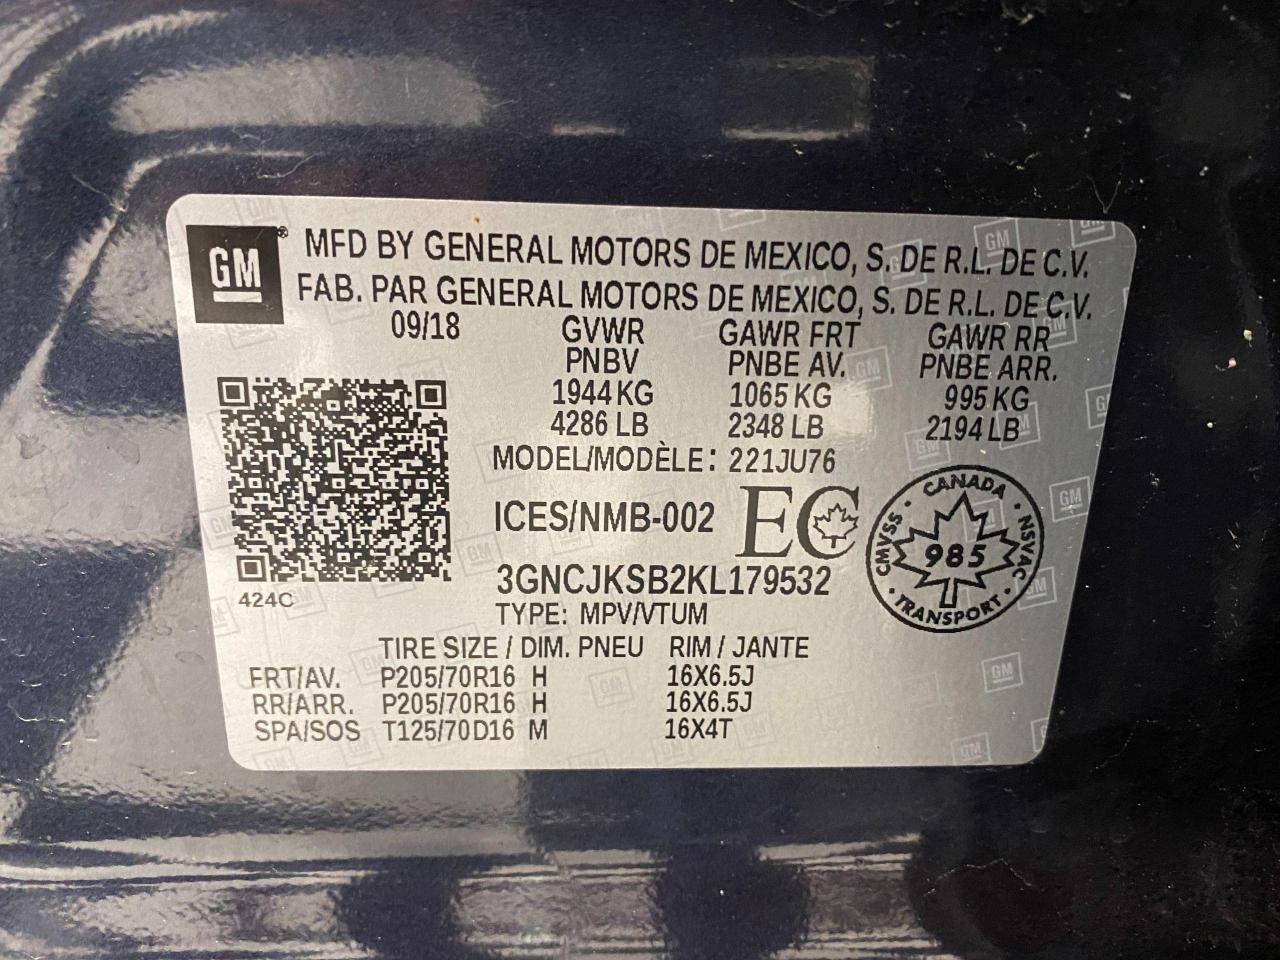 GM®
MFD BY GENERAL MOTORS DE MEXICO, S. DE R.L. DE C.V.
FAB. PAR GENERAL MOTORS DE MEXICO, S. DE R.L. DE C.V.
09/18 GVWR GAWR FRT GAWR RR
PNBV PNBE AV. PNBE ARR.
1944 KG 1065 KG 995 KG
4286 LB 2348 LB 2194 LB
MODEL/MODÈLE: 221JU76
ICES/NMB-002 EC
CANADA
CMVSS 985 NSVAC
TRANSPORT
3GNCJKSB2KL179532
424C
TYPE: MPV/VTUM
TIRE SIZE / DIM. PNEU RIM / JANTE
FRT/AV. P205/70R16 H 16X6.5J
RR/ARR. P205/70R16 H 16X6.5J
SPA/SOS T125/70D16 M 16X4T